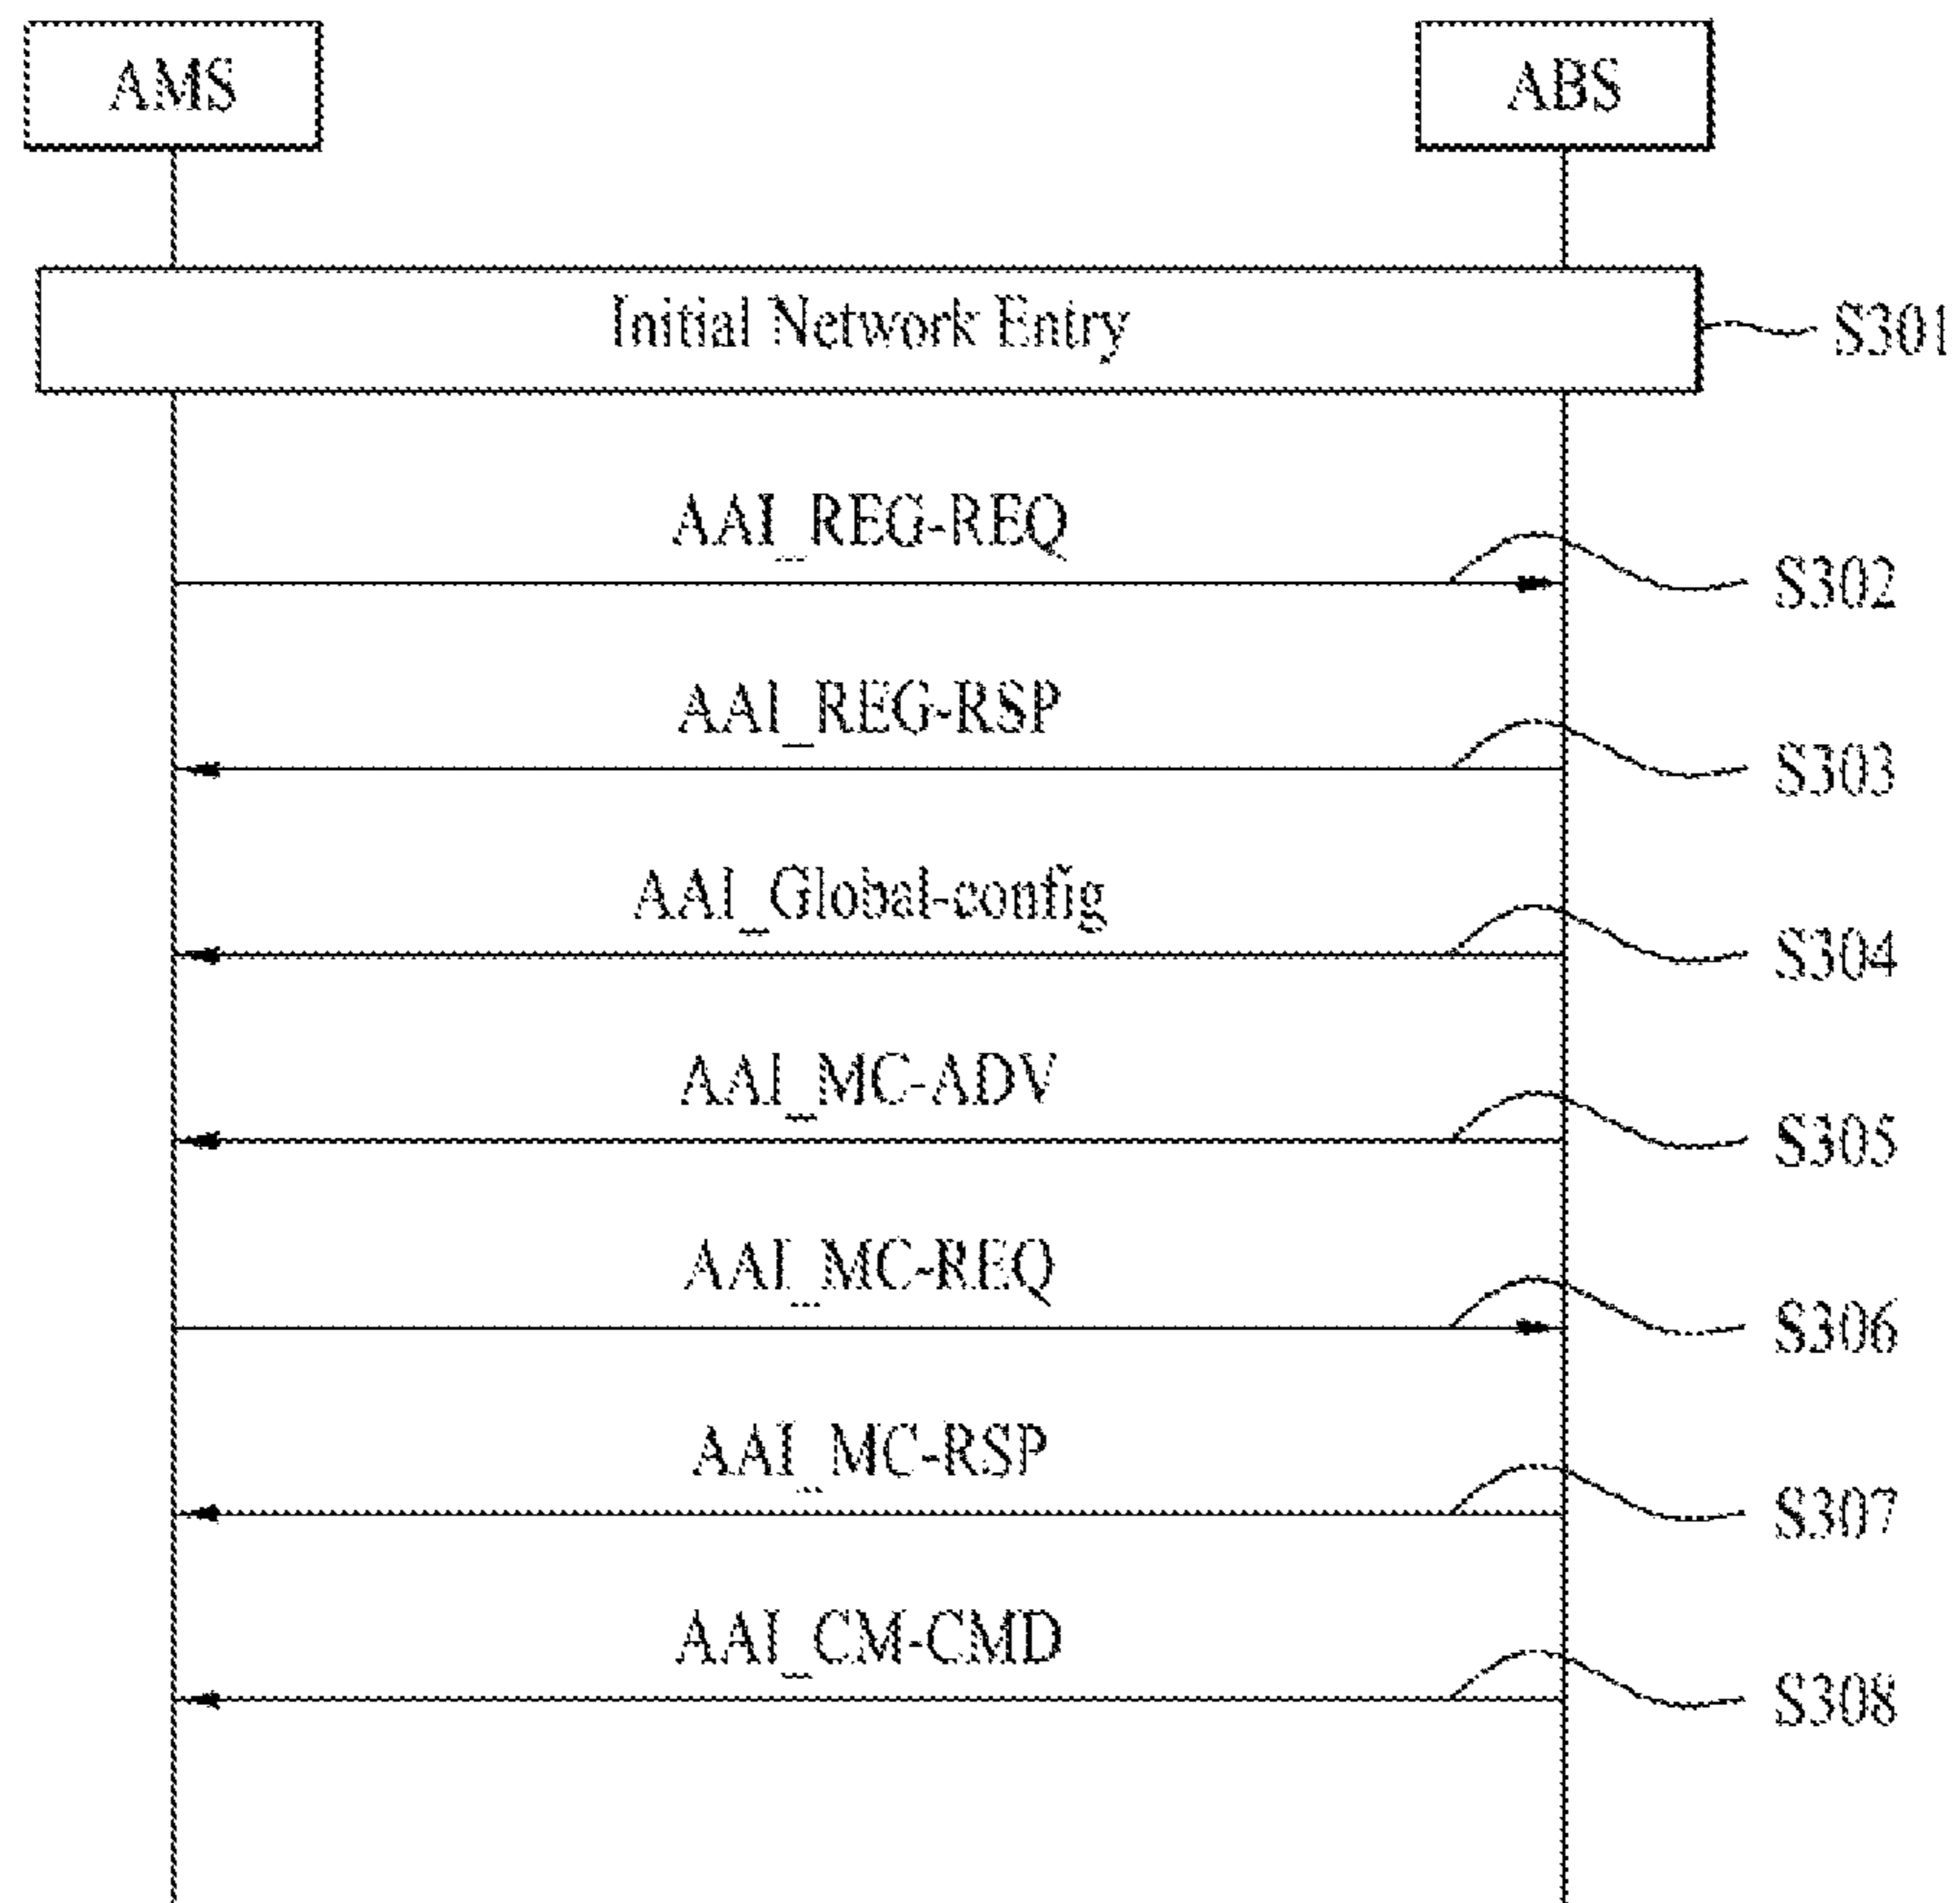 AMS
ABS
Initial Network Entry
S301
AAI_REG-REQ
S302
AAI_REG-RSP
S303
AAI_Global-config
S304
AAI_MC-ADV
S305
AAI_MC-REQ
S306
AAI_MC-RSP
S307
AAI_CM-CMD
S308